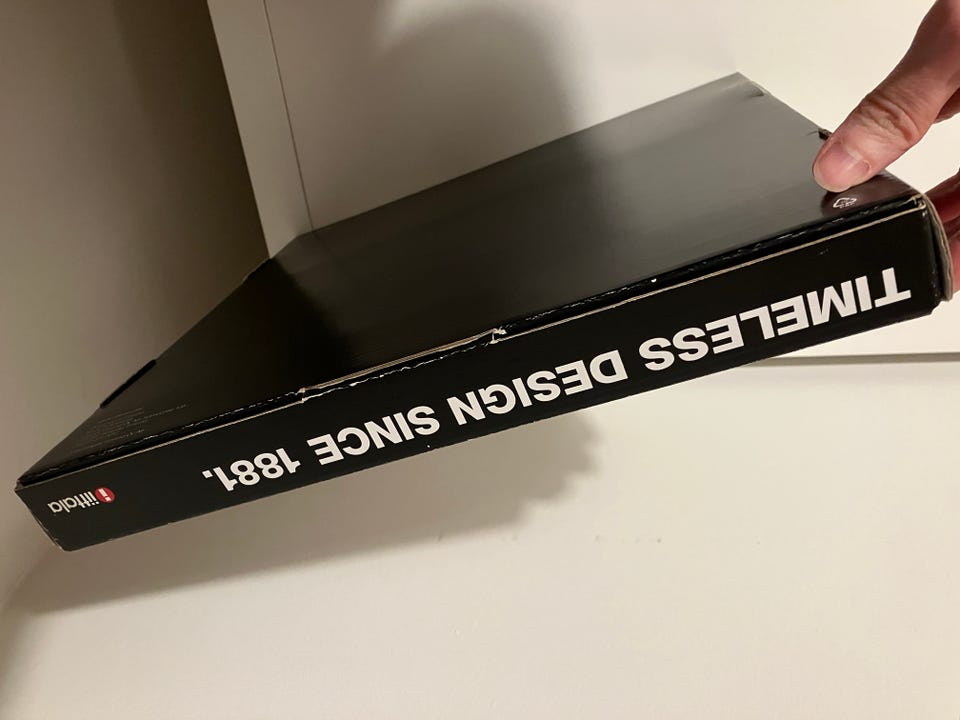 TIMELESS DESIGN SINCE 1881.
i iittala